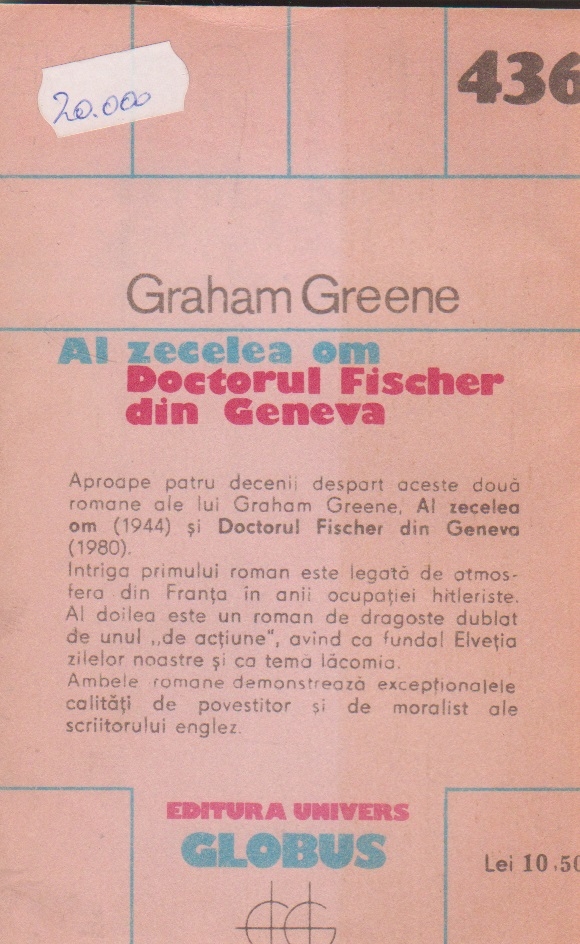 20.000
436
Graham Greene
Al zecelea om
Doctorul Fischer
din Geneva
Aproape patru decenii despart aceste două
romane ale lui Graham Greene, Al zecelea
om (1944) și Doctorul Fischer din Geneva
(1980).
Intriga primului roman este legată de atmos-
fera din Franța în anii ocupației hitleriste.
Al doilea este un roman de dragoste dublat
de unul „de acțiune", avînd ca fundal Elveția
zilelor noastre și ca temă lăcomia.
Ambele romane demonstrează excepționalele
calități de povestitor și de moralist ale
scriitorului englez.
EDITURA UNIVERS
GLOBUS
Lei 10.50